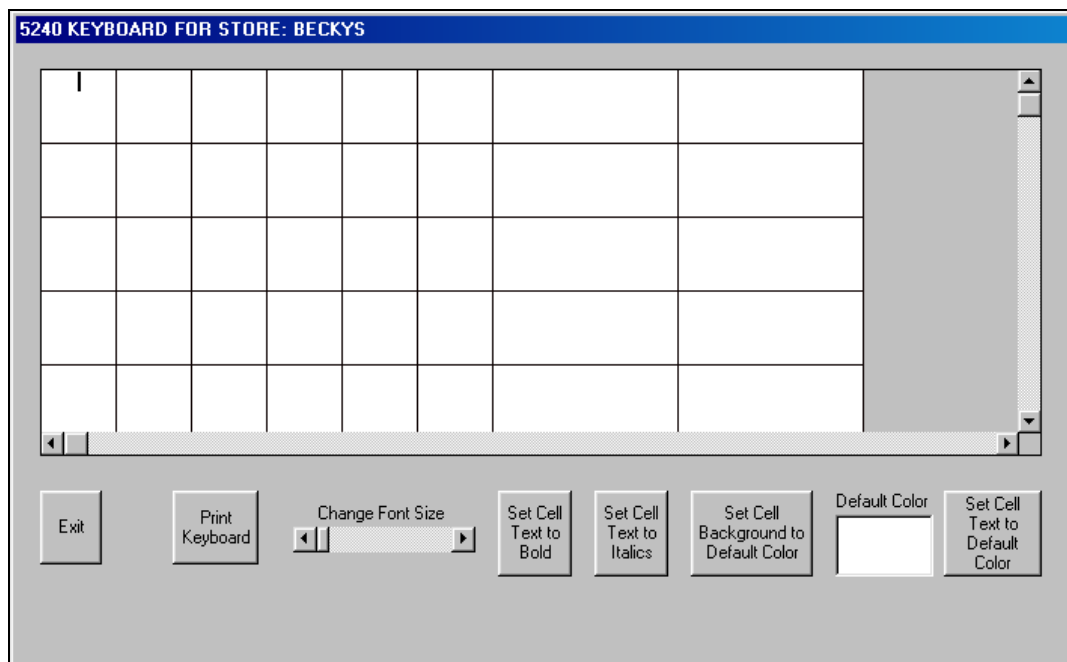 5240 KEYBOARD FOR STORE: BECKYS
Exit
Print
Keyboard
Change Font Size
Set Cell
Text to
Bold
Set Cell
Text to
Italics
Set Cell
Background to
Default Color
Default Color
Set Cell
Text to
Default
Color